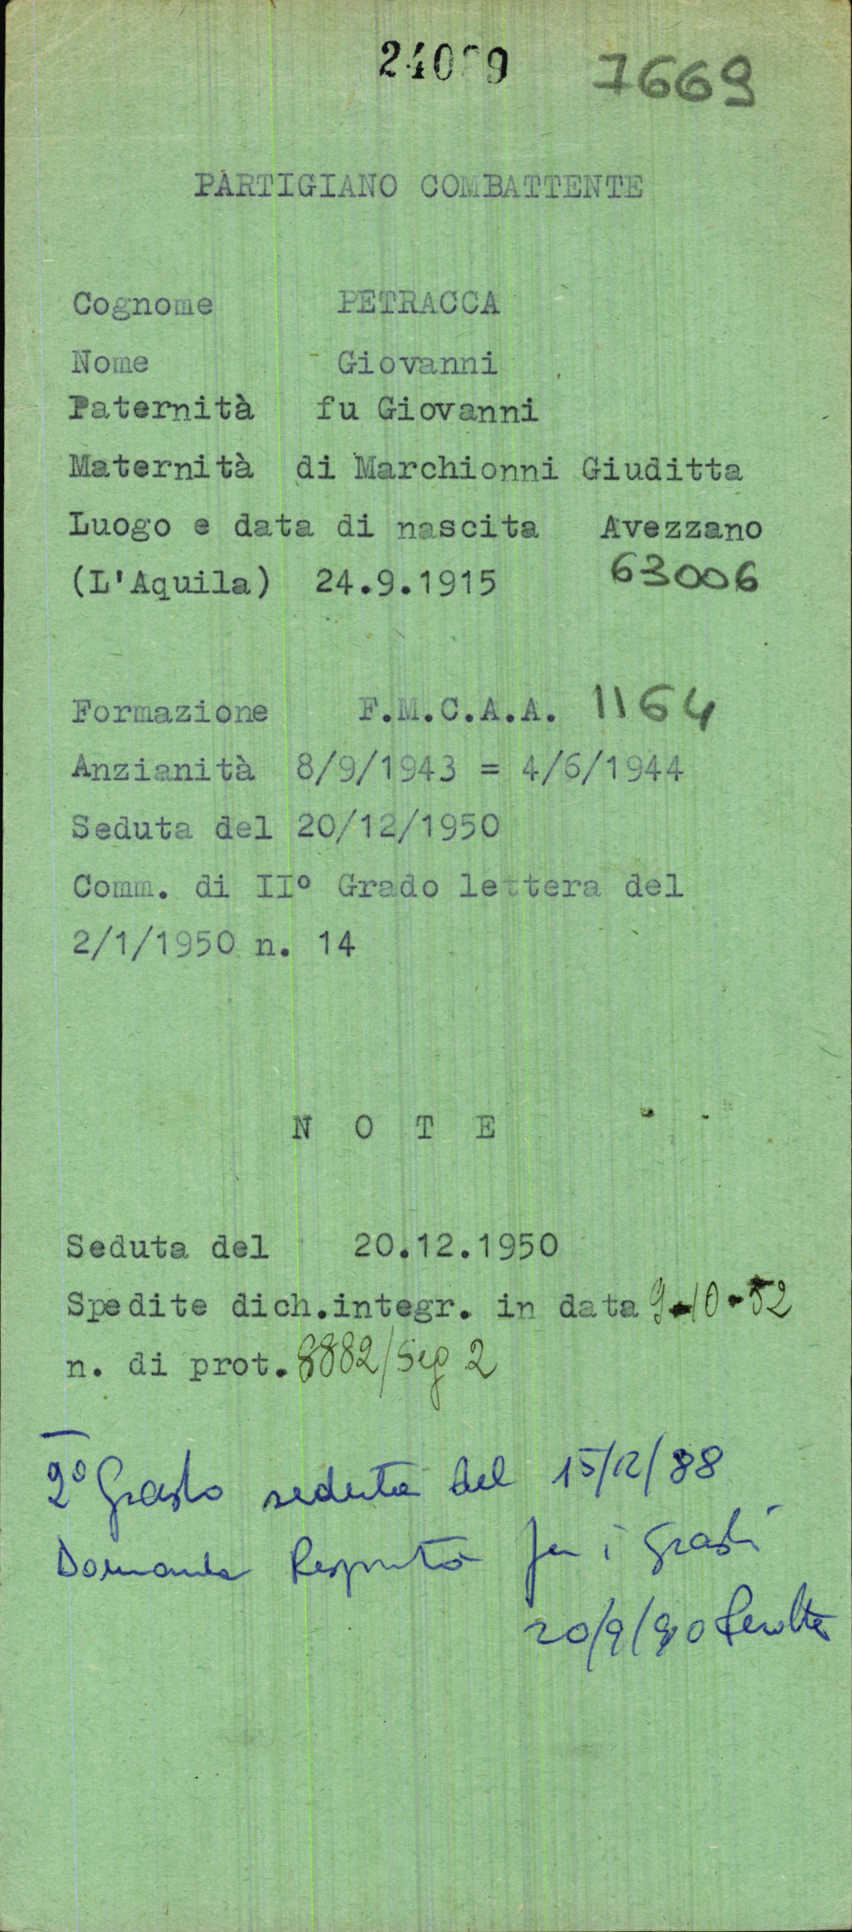 7669
PARTIGIANO COMBATTENTE
Cognome PETRACCA
Nome Giovanni
Paternità fu Giovanni
Maternità di Marchionni Giuditta
Luogo e data di nascita Avezzano
(L'Aquila) 24.9.1915 63006
Formazione F.M.C.A.A. 1164
Anzianità 8/9/1943 = 4/6/1944
Seduta del 20/12/1950
Comm. di II° Grado lettera del
2/1/1950 n. 14
N O T E
Seduta del 20.12.1950
Spedite dich.integr. in data 9-10-52
n. di prot. 8882/Seg 2
2° Grado seduta del 15/12/88
Domanda Respinta per i gradi
20/9/90